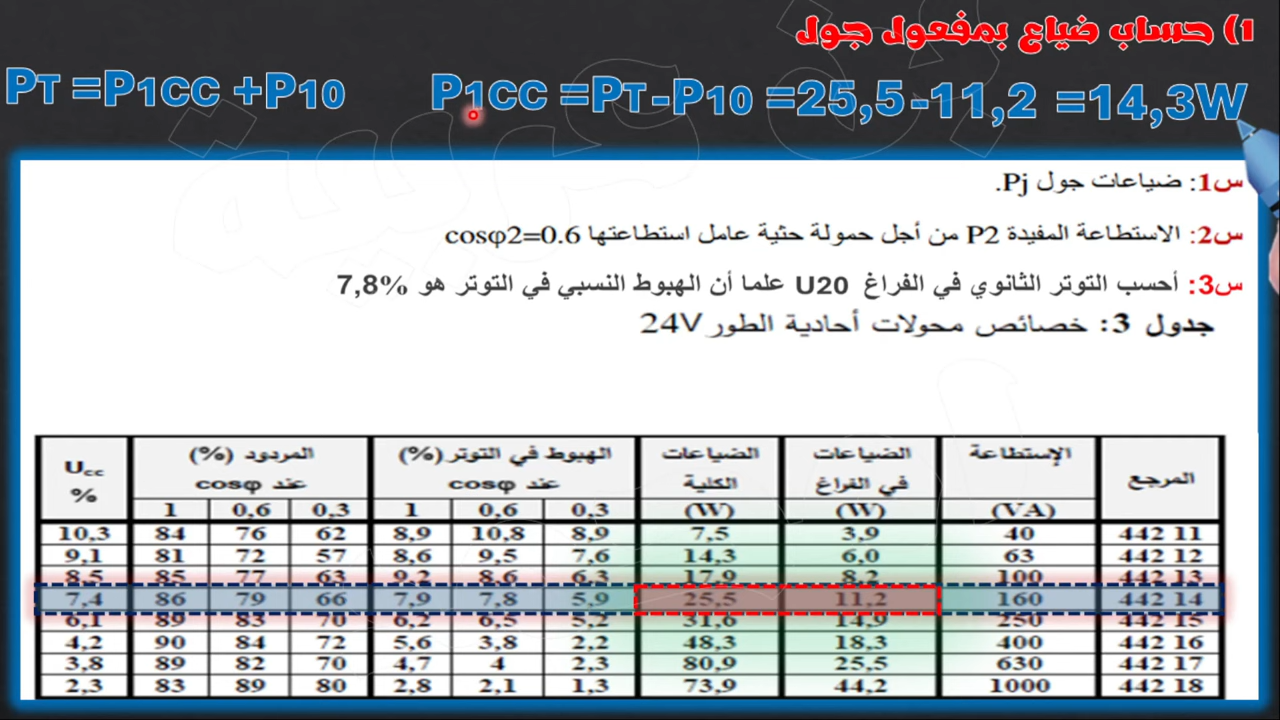 1) حساب ضياع بمفعول جول
PT =P1CC +P10 P1CC =PT-P10 =25,5-11,2 =14,3W
س1: ضياعات جول Pj.
س2: الاستطاعة المفيدة P2 من أجل حمولة حثية عامل استطاعتها cosφ2=0.6
س3: أحسب التوتر الثانوي في الفراغ U20 علما أن الهبوط النسبي في التوتر هو 7,8%
جدول 3: خصائص محولات أحادية الطور 24V
المرجع الإستطاعة (VA) الضياعات في الفراغ (W) الضياعات الكلية (W) الهبوط في التوتر (%) عند cosφ المردود (%) عند cosφ Ucc %
0,3 0,6 1 0,3 0,6 1
442 11 40 3,9 7,5 8,9 10,8 8,9 62 76 84 10,3
442 12 63 6,0 14,3 7,6 9,5 8,6 57 72 81 9,1
442 13 100 8,2 17,9 6,3 8,6 9,2 63 77 85 8,5
442 14 160 11,2 25,5 5,9 7,8 7,9 66 79 86 7,4
442 15 250 14,9 31,6 5,2 6,5 6,2 70 83 89 6,1
442 16 400 18,3 48,3 2,2 3,8 5,6 72 84 90 4,2
442 17 630 25,5 80,9 2,3 4 4,7 70 82 89 3,8
442 18 1000 44,2 73,9 1,3 2,1 2,8 80 89 83 2,3